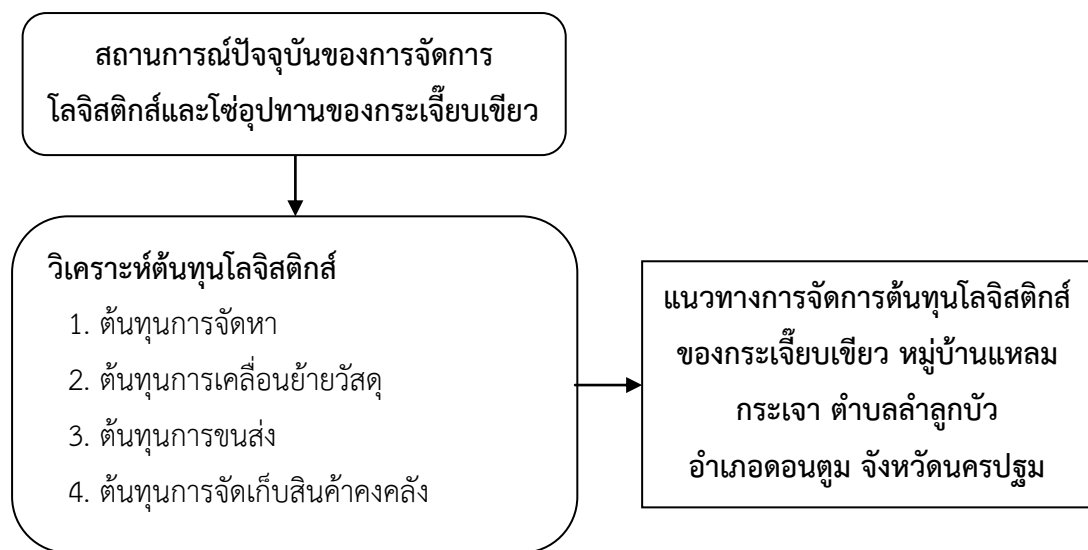 สถานการณ์ปัจจุบันของการจัดการ
โลจิสติกส์และโซ่อุปทานของกระเจี๊ยบเขียว
วิเคราะห์ต้นทุนโลจิสติกส์
1. ต้นทุนการจัดหา
2. ต้นทุนการเคลื่อนย้ายวัสดุ
3. ต้นทุนการขนส่ง
4. ต้นทุนการจัดเก็บสินค้าคงคลัง
แนวทางการจัดการต้นทุนโลจิสติกส์
ของกระเจี๊ยบเขียว หมู่บ้านแหลม
กระเจา ตำบลลำลูกบัว
อำเภอดอนตูม จังหวัดนครปฐม